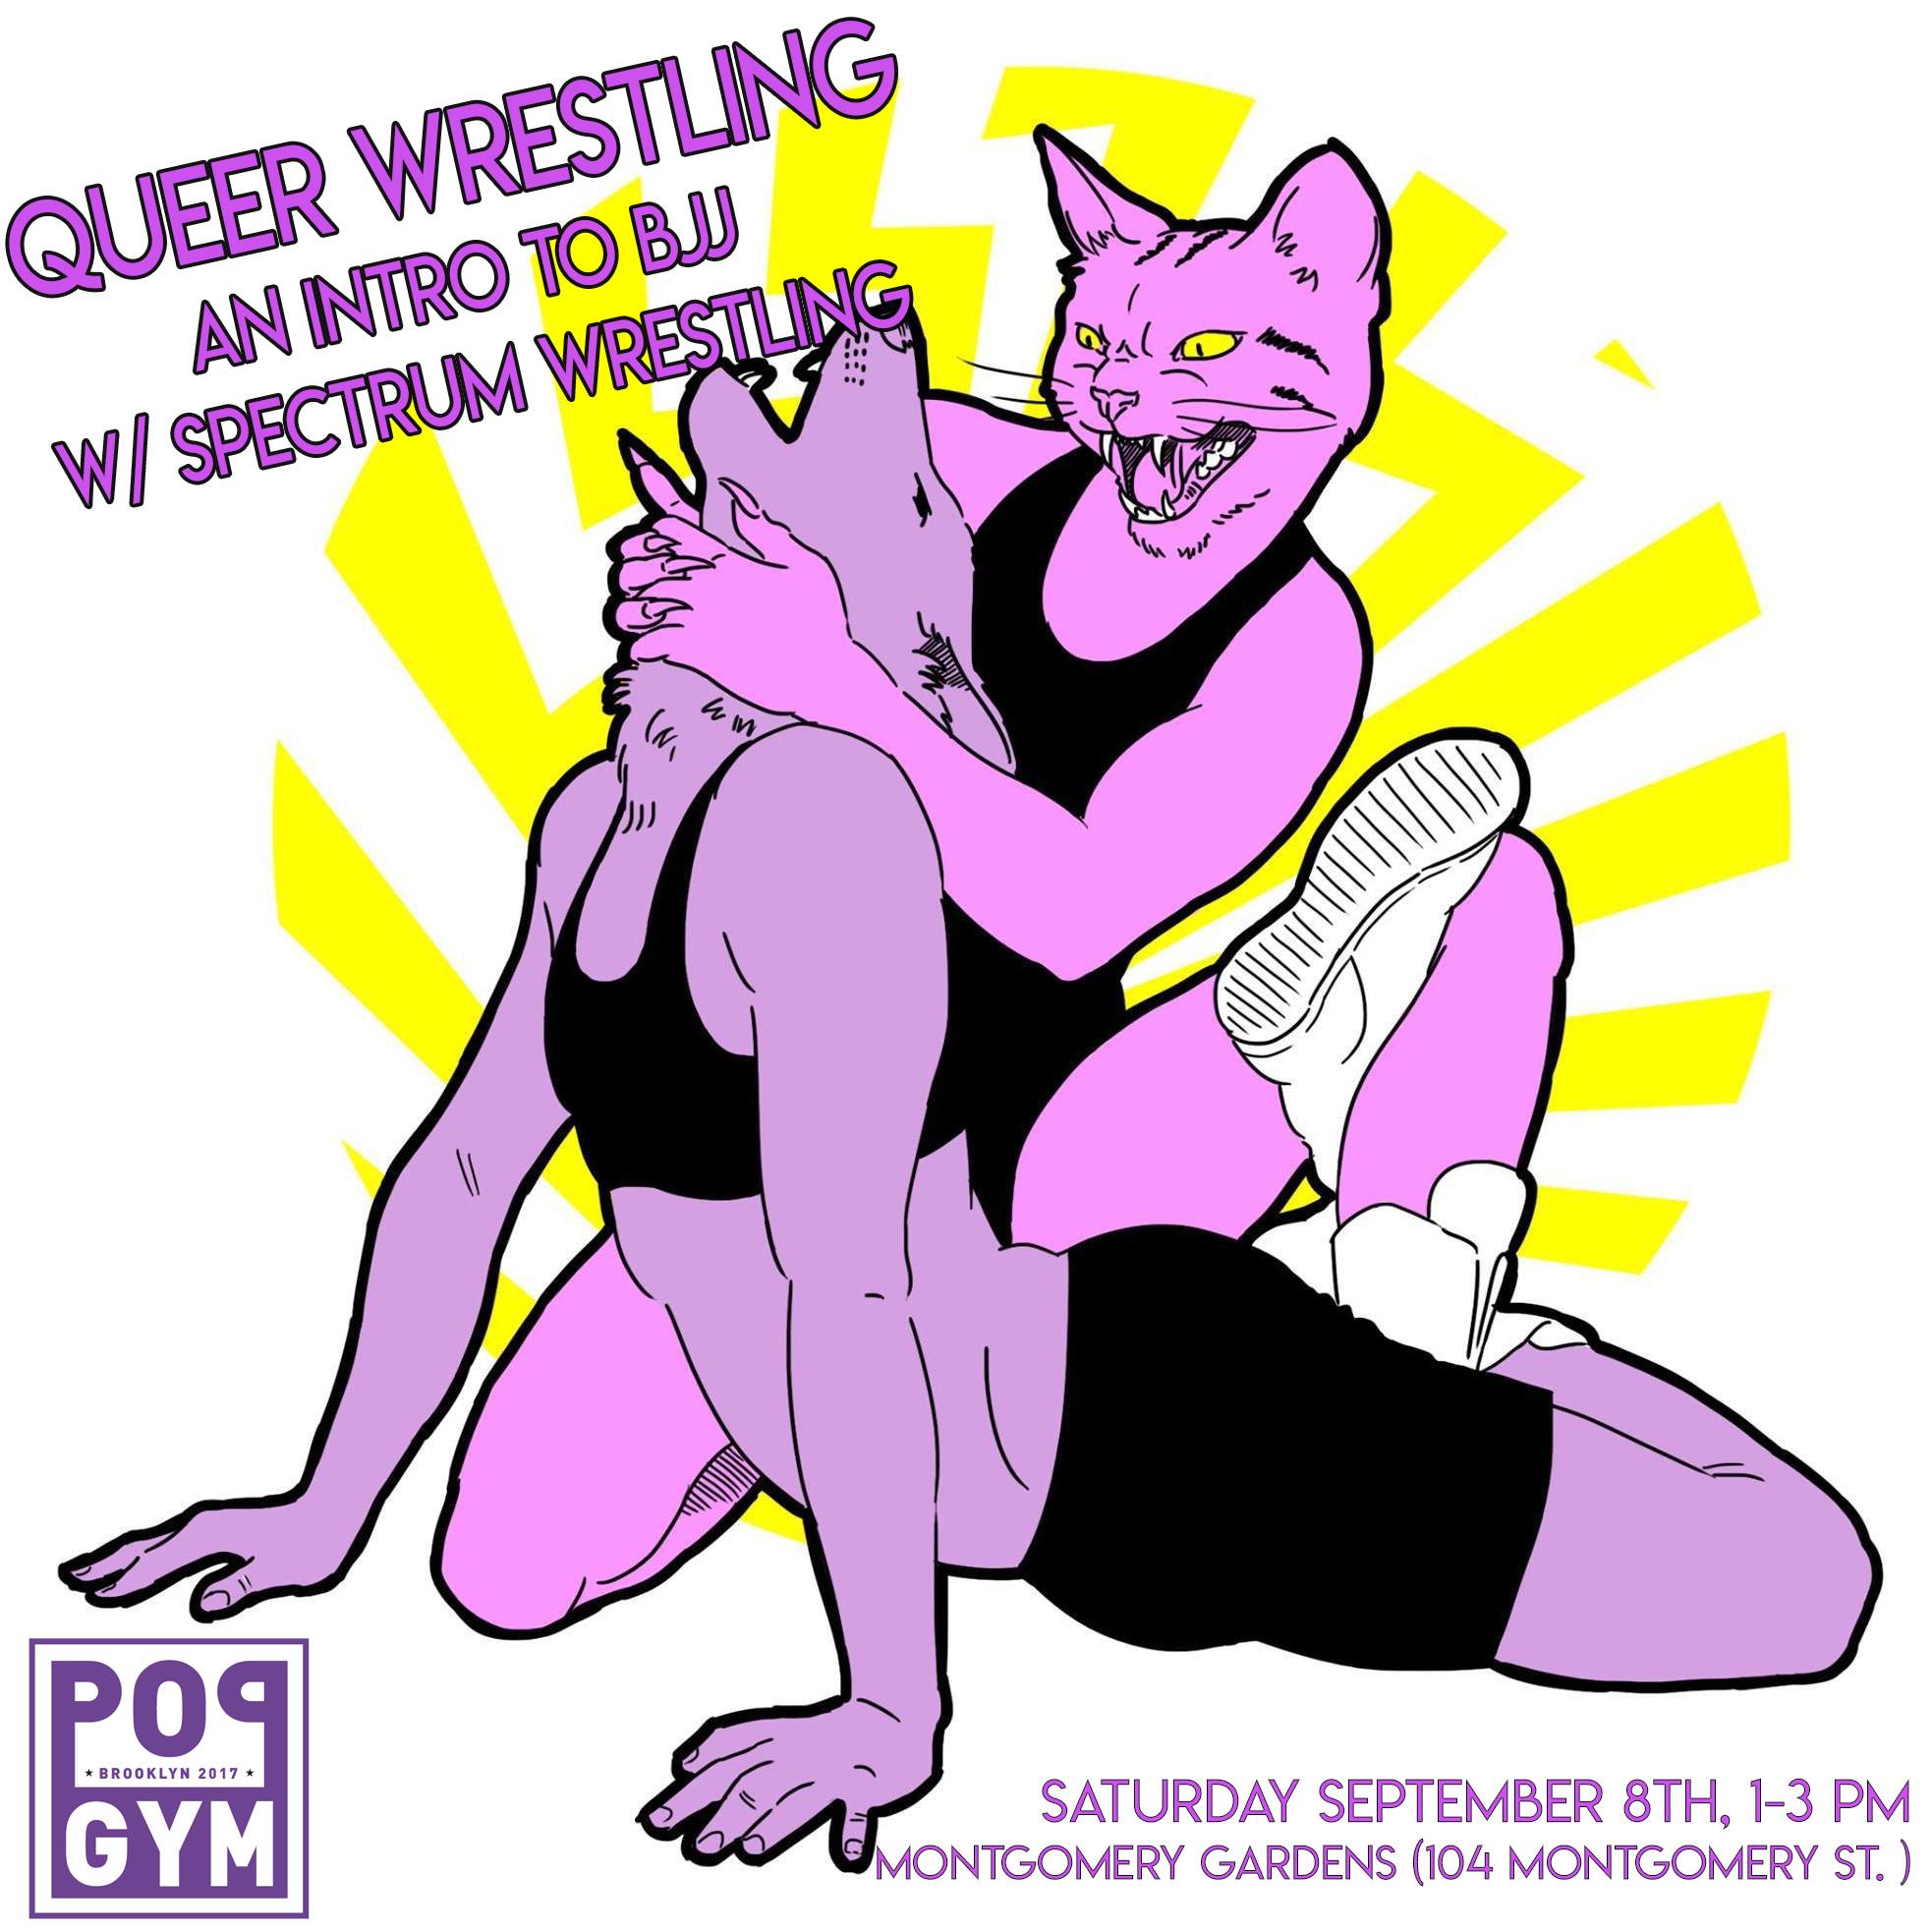 QUEER WRESTLING
AN INTRO TO BJJ
W/ SPECTRUM WRESTLING
POP
★ BROOKLYN 2017 ★
GYM
SATURDAY SEPTEMBER 8TH, 1-3 PM
MONTGOMERY GARDENS (104 MONTGOMERY ST. )